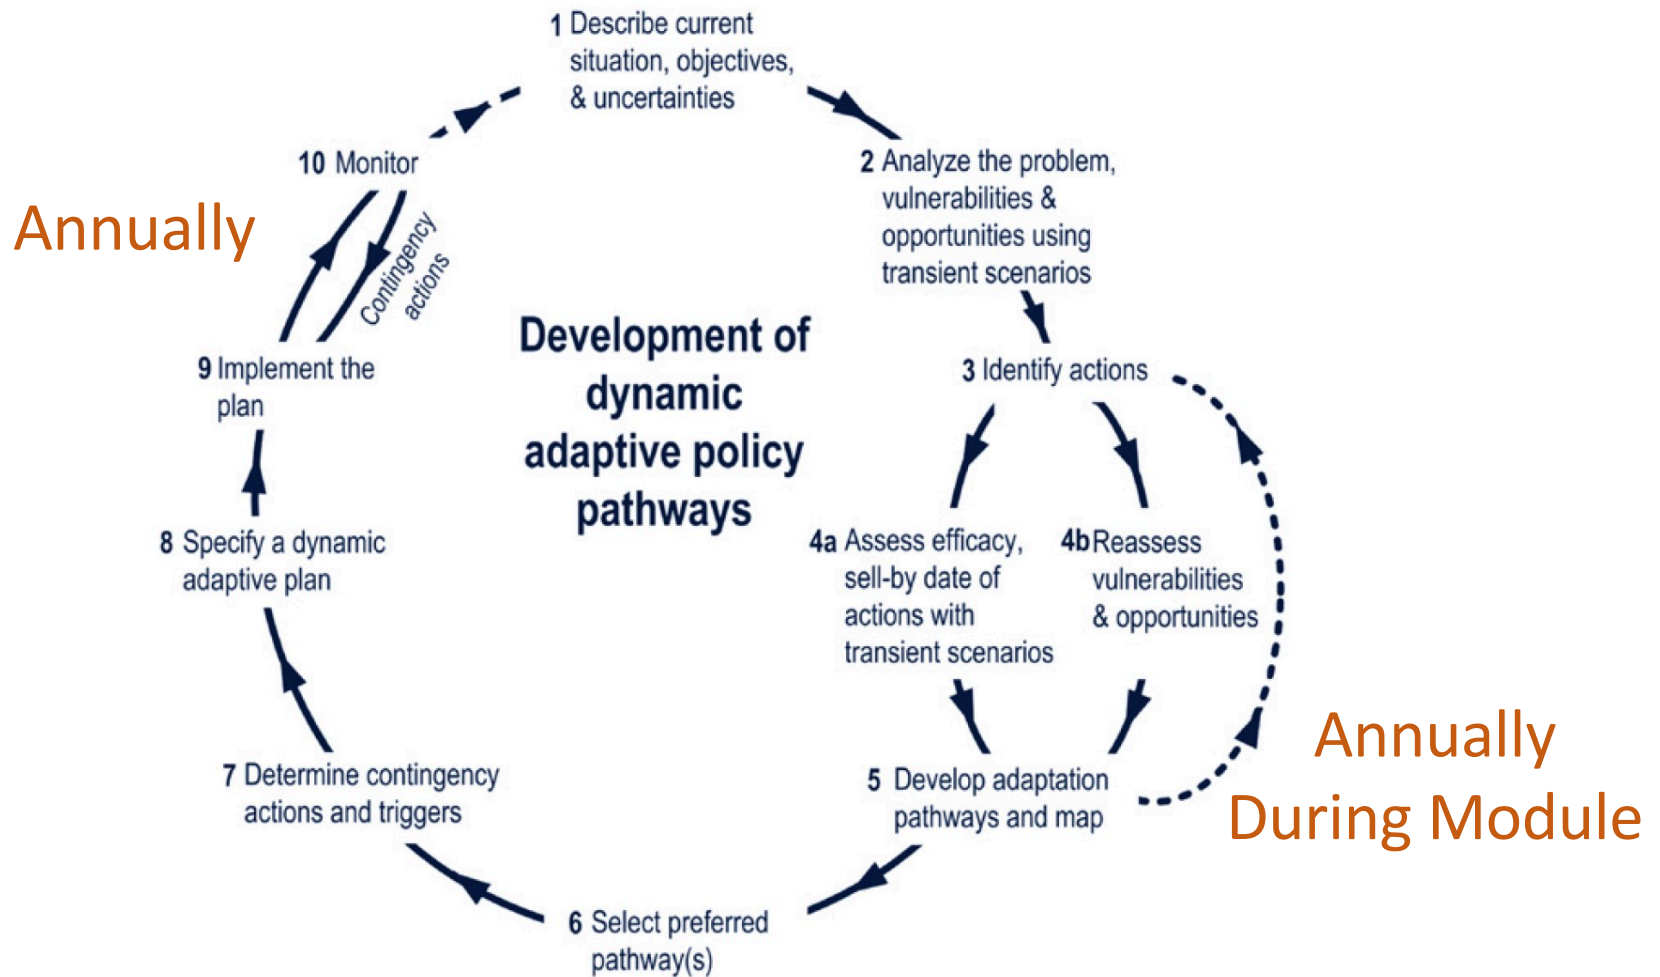 1 Describe current
situation, objectives,
& uncertainties
2 Analyze the problem,
vulnerabilities &
opportunities using
transient scenarios
3 Identify actions
4a Assess efficacy,
sell-by date of
actions with
transient scenarios
4b Reassess
vulnerabilities
& opportunities
Annually
During Module
5 Develop adaptation
pathways and map
6 Select preferred
pathway(s)
7 Determine contingency
actions and triggers
8 Specify a dynamic
adaptive plan
9 Implement the
plan
Contingency
actions
10 Monitor
Annually
Development of
dynamic
adaptive policy
pathways